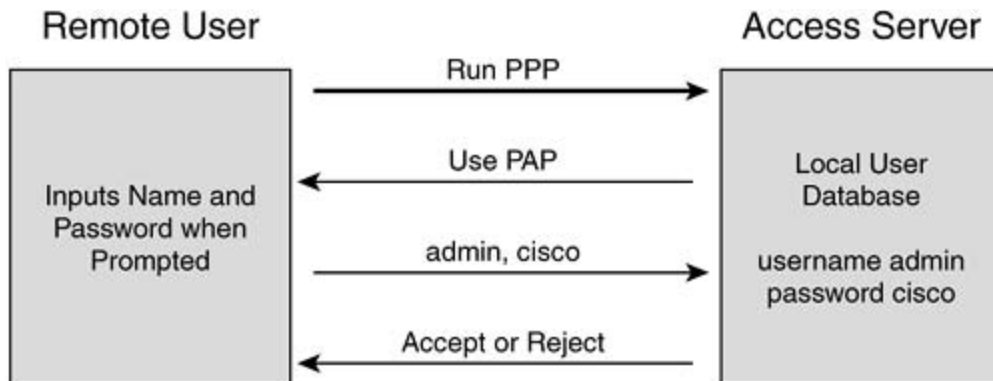 Remote User
Access Server
Run PPP
Use PAP
Inputs Name and
Password when
Prompted
admin, cisco
Accept or Reject
Local User
Database
username admin
password cisco